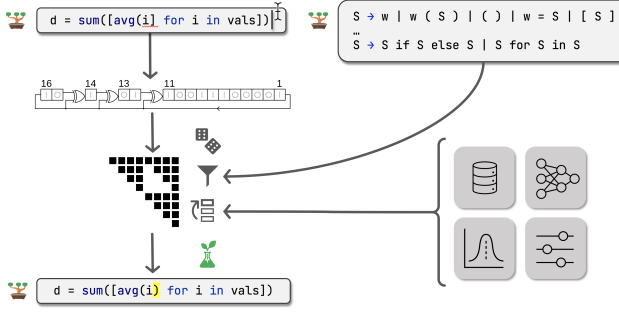 d = sum([avg(i] for i in vals])
S → w | w ( S ) | ( ) | w = S | [ S ]
…
S → S if S else S | S for S in S
16 14 13 11 1
d = sum([avg(i) for i in vals])